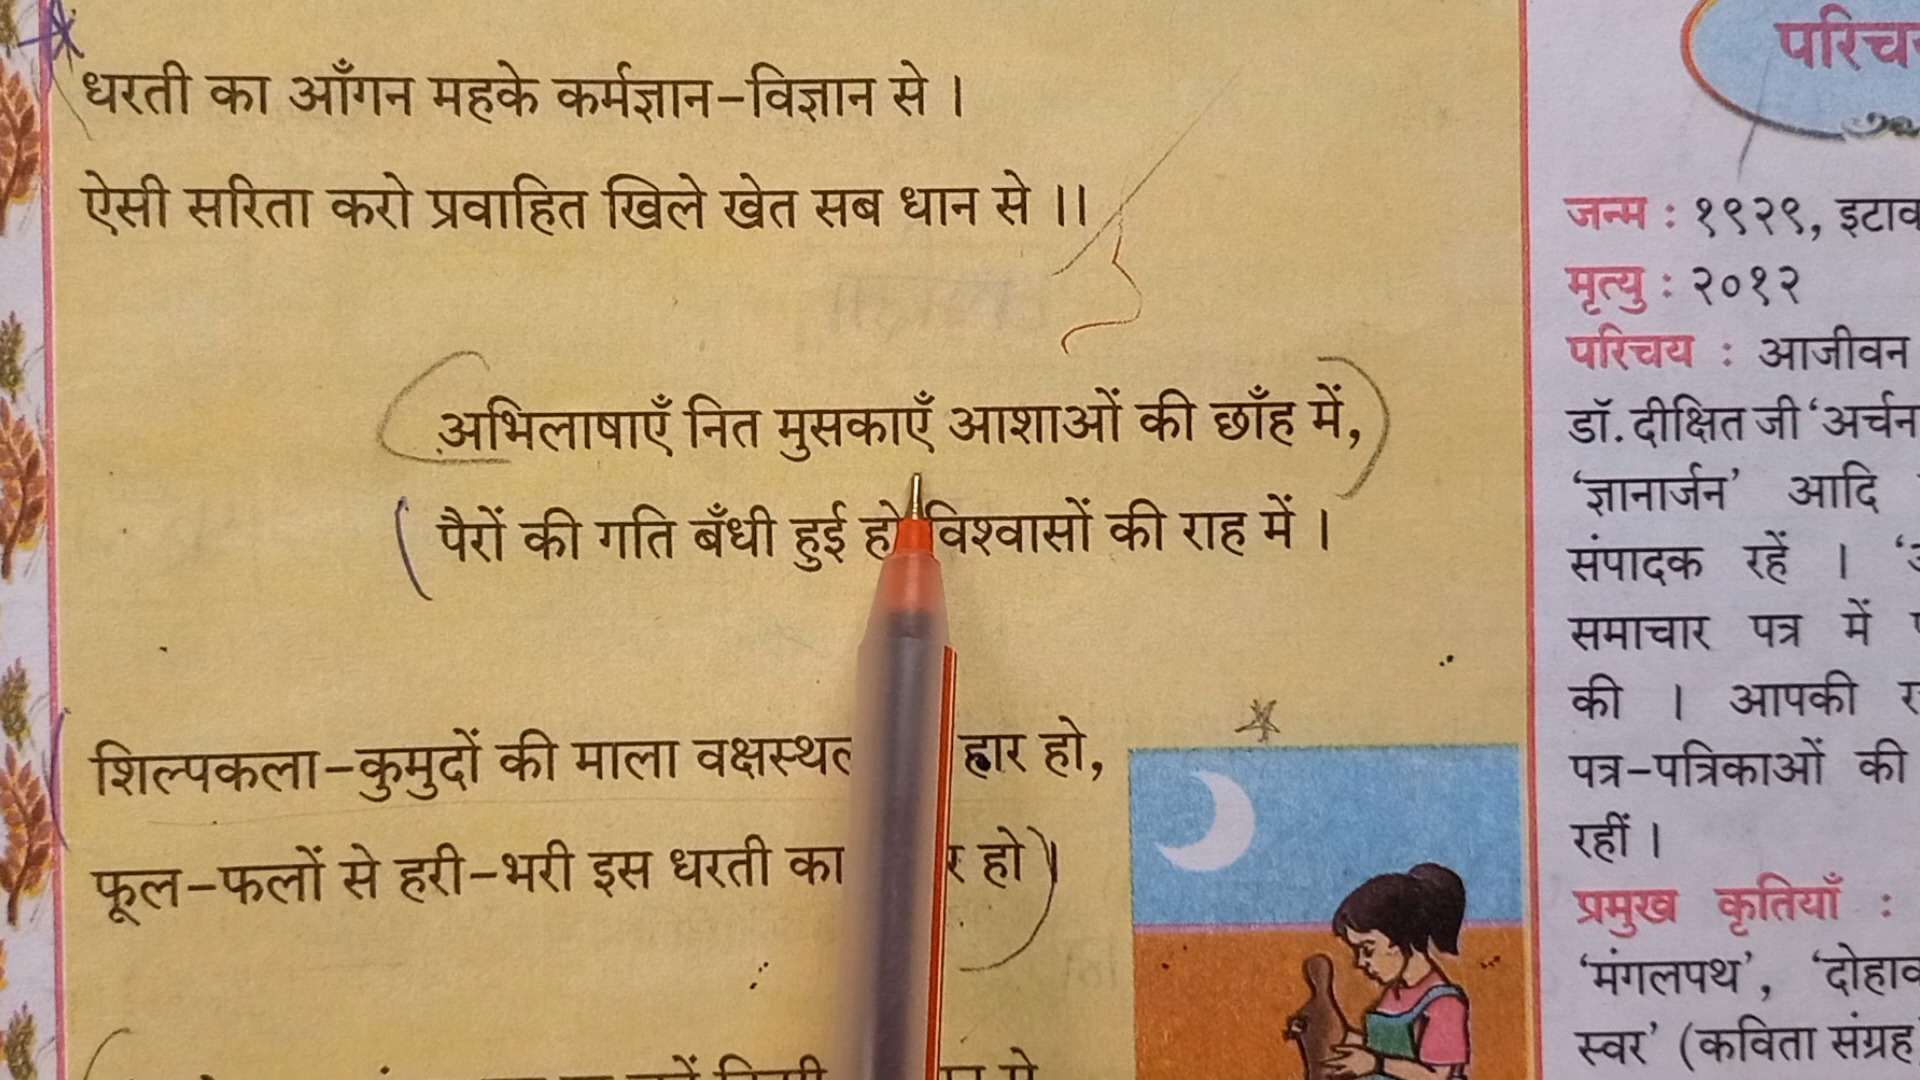 धरती का आँगन महके कर्मज्ञान-विज्ञान से ।
ऐसी सरिता करो प्रवाहित खिले खेत सब धान से ।।
अभिलाषाएँ नित मुसकाएँ आशाओं की छाँह में,
पैरों की गति बँधी हुई हो विश्वासों की राह में ।
शिल्पकला-कुमुदों की माला वक्षस्थल हार हो,
फूल-फलों से हरी-भरी इस धरती का हो ।
जन्म : १९२९,
मृत्यु : २०१२
परिचय : आजीवन
डॉ. दीक्षित जी ‘अर्चन
‘ज्ञानार्जन’ आदि
संपादक रहें ।
समाचार पत्र में
की । आपकी
पत्र-पत्रिकाओं की
रहीं ।
प्रमुख कृतियाँ :
‘मंगलपथ’,
स्वर’ (कविता संग्रह